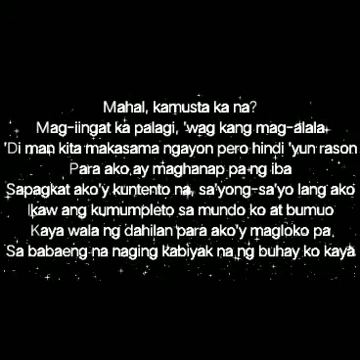 Mahal, kamusta ka na?
Mag-iingat ka palagi, 'wag kang mag-alala
'Di man kita makasama ngayon pero hindi 'yun rason
Para ako ay maghanap pa ng iba
Sapagkat ako'y kuntento na, sa'yong-sa'yo lang ako
Ikaw ang kumumpleto sa mundo ko at bumuo
Kaya wala ng dahilan para ako'y magloko pa
Sa babaeng na naging kabiyak na ng buhay ko kaya